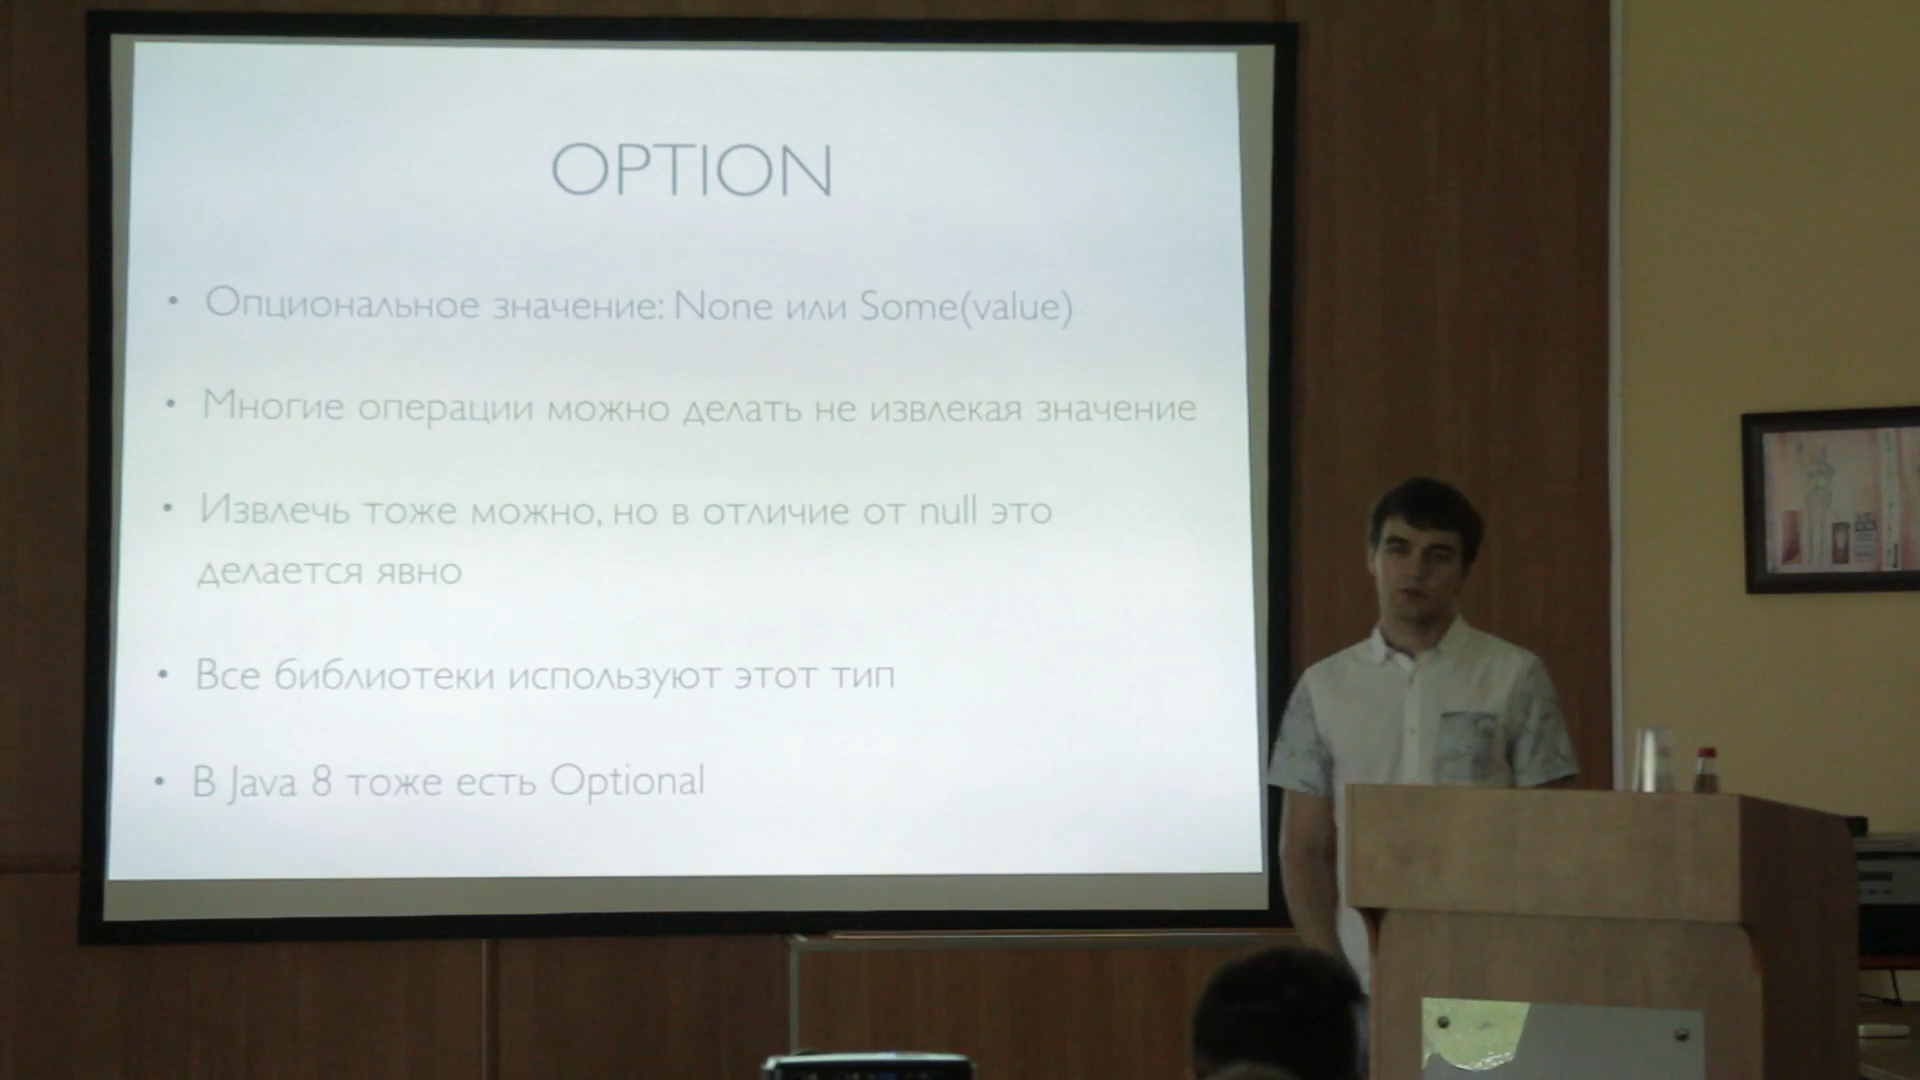 OPTION
• Опциональное значение: None или Some(value)
• Многие операции можно делать не извлекая значение
• Извлечь тоже можно, но в отличие от null это
делается явно
• Все библиотеки используют этот тип
• В Java 8 тоже есть Optional